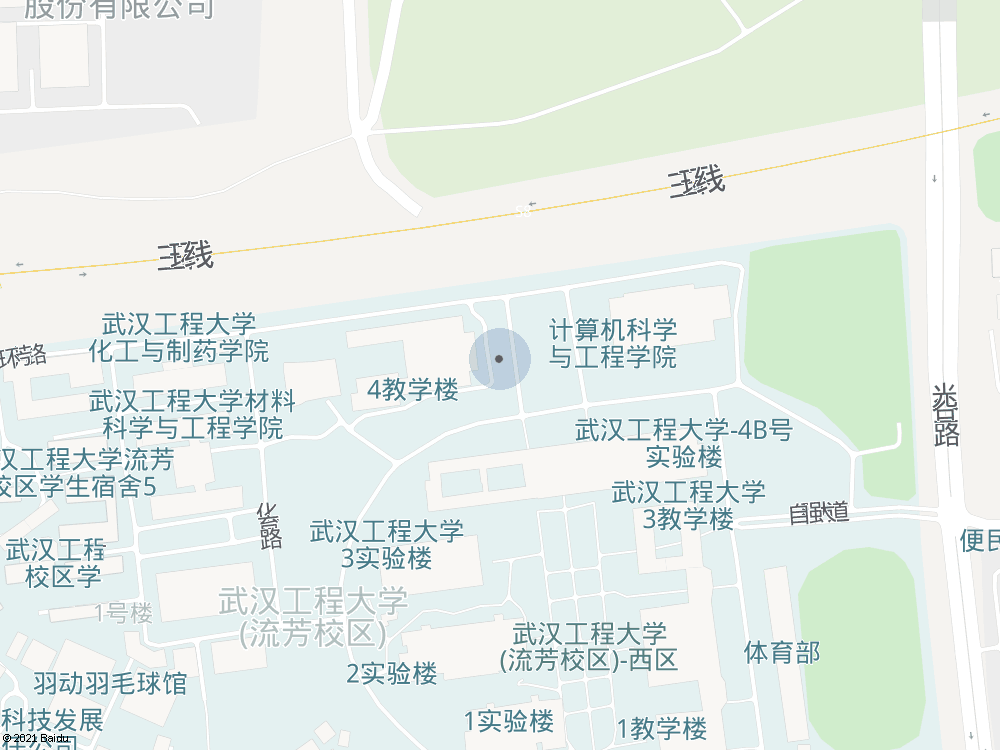 股份有限公司
三环线
三环线
S3
武汉工程大学
化工与制药学院
计算机科学
与工程学院
4教学楼
武汉工程大学材料
科学与工程学院
武汉工程大学-4B号
实验楼
光谷一路
汉工程大学流芳
校区学生宿舍5
武汉工程大学
3教学楼
自强大道
化育路
武汉工程大学
3实验楼
便民
武汉工程
校区学
武汉工程大学
(流芳校区)
1号楼
武汉工程大学
(流芳校区)-西区
体育部
2实验楼
羽动羽毛球馆
科技发展
1实验楼
1教学楼
© 2021 Baidu